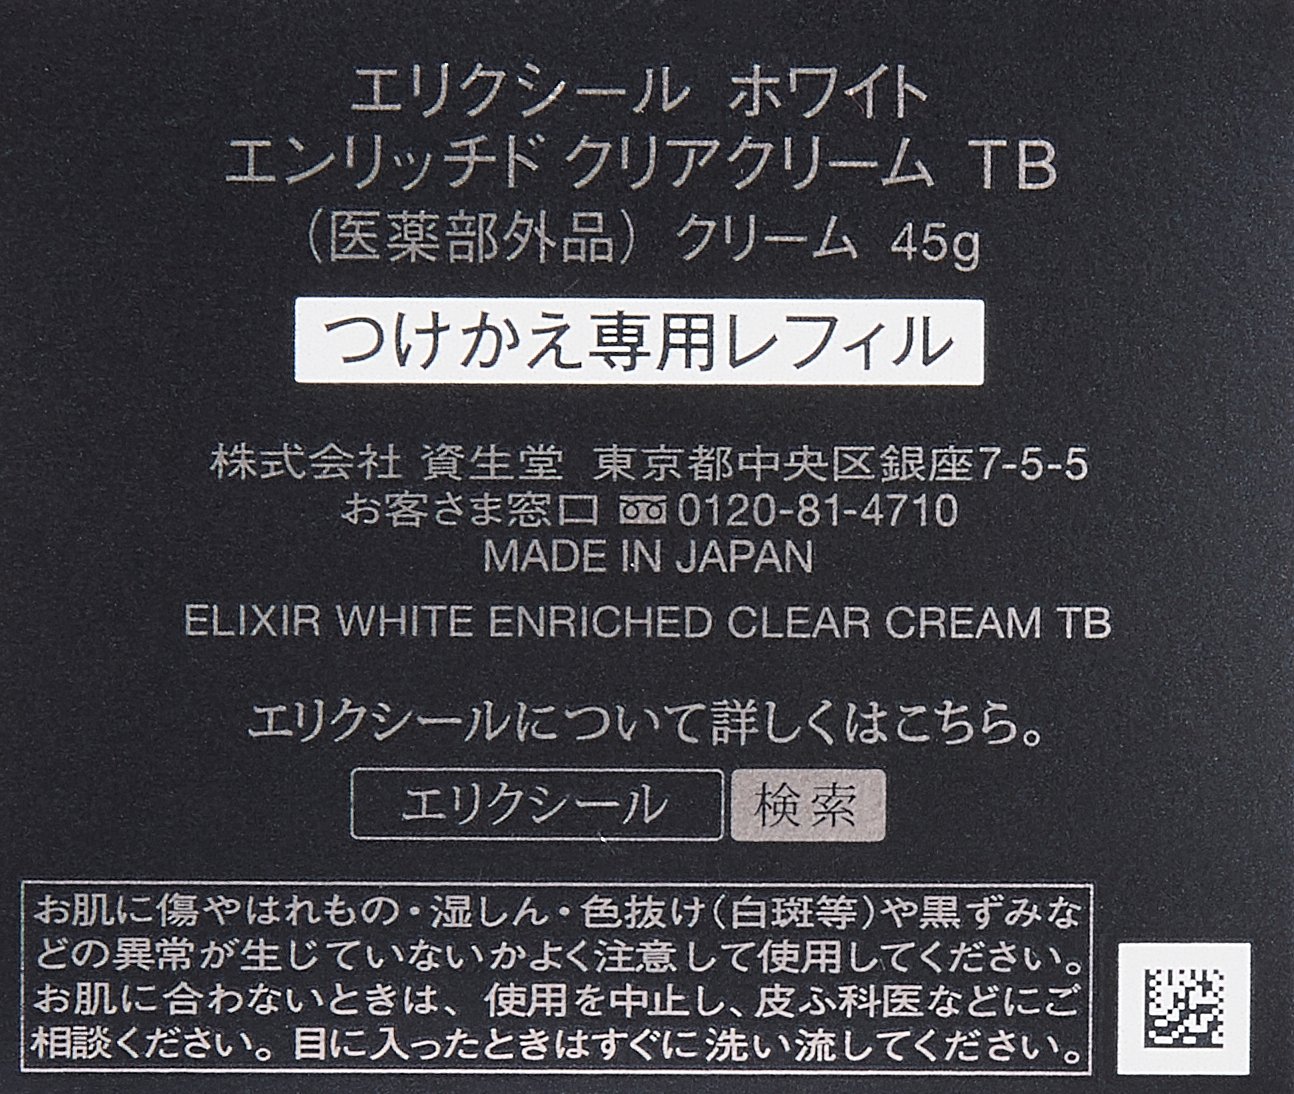 エリクシール ホワイト
エンリッチド クリアクリーム TB
（医薬部外品）クリーム 45g
つけかえ専用レフィル
株式会社 資生堂 東京都中央区銀座7-5-5
お客さま窓口 0120-81-4710
MADE IN JAPAN
ELIXIR WHITE ENRICHED CLEAR CREAM TB
エリクシールについて詳しくはこちら。
エリクシール 検索
お肌に傷やはれもの・湿しん・色抜け（白斑等）や黒ずみな
どの異常が生じていないかよく注意して使用してください。
お肌に合わないときは、使用を中止し、皮ふ科医などにご
相談ください。目に入ったときはすぐに洗い流してください。